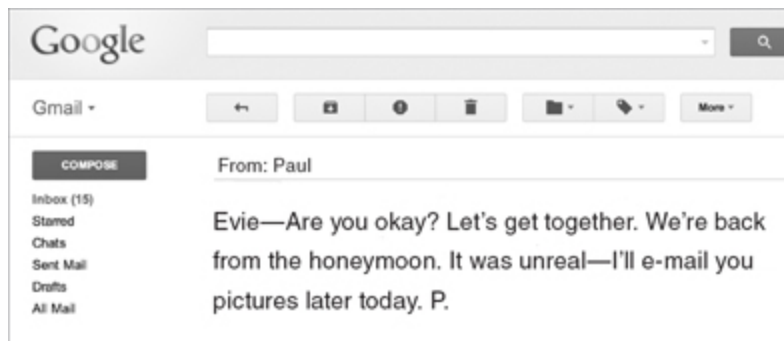 Google
Gmail
More
COMPOSE
From: Paul
Inbox (15)
Starred
Chats
Sent Mail
Drafts
All Mail
Evie—Are you okay? Let's get together. We're back
from the honeymoon. It was unreal—I'll e-mail you
pictures later today. P.